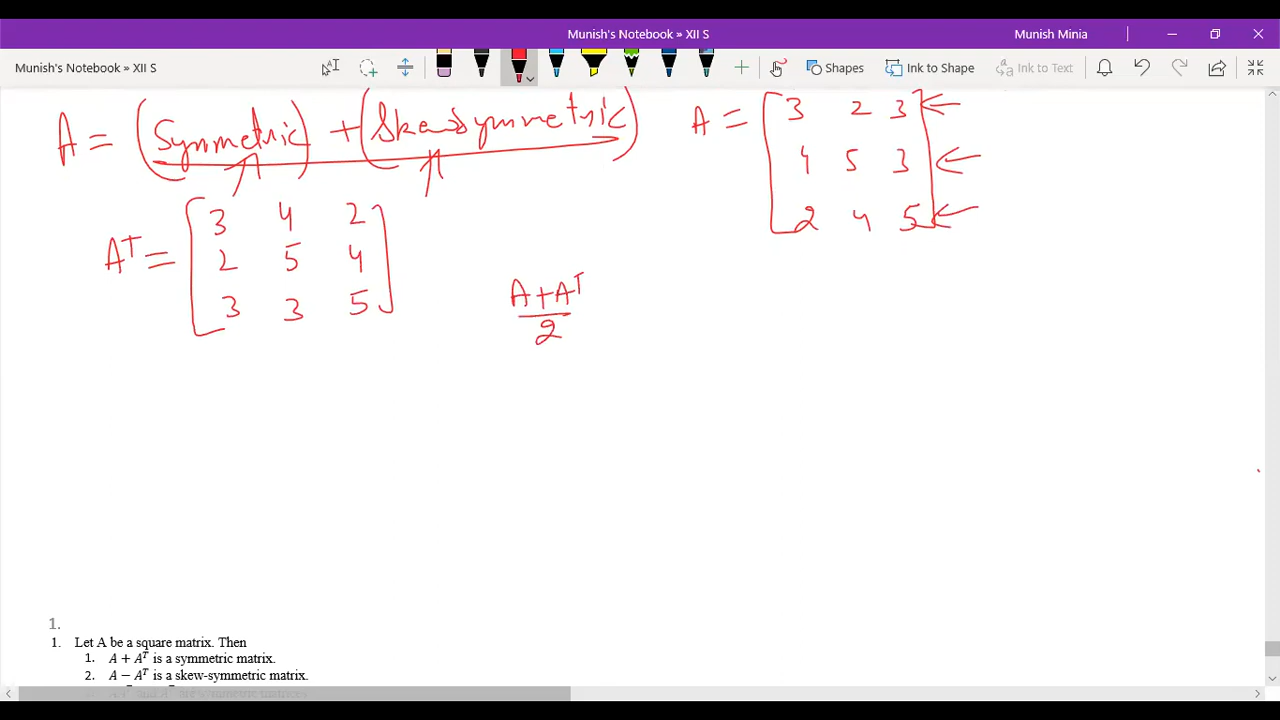 Munish's Notebook » XII S
Munish Minia
Munish's Notebook » XII S
Shapes
Ink to Shape
Ink to Text
A = (Symmetric) + (Skew symmetric)
A = [3 2 3
4 5 3
2 4 5]
A^T = [3 4 2
2 5 4
3 3 5]
A + A^T
2
1.
1. Let A be a square matrix. Then
1. A + A^T is a symmetric matrix.
2. A − A^T is a skew-symmetric matrix.